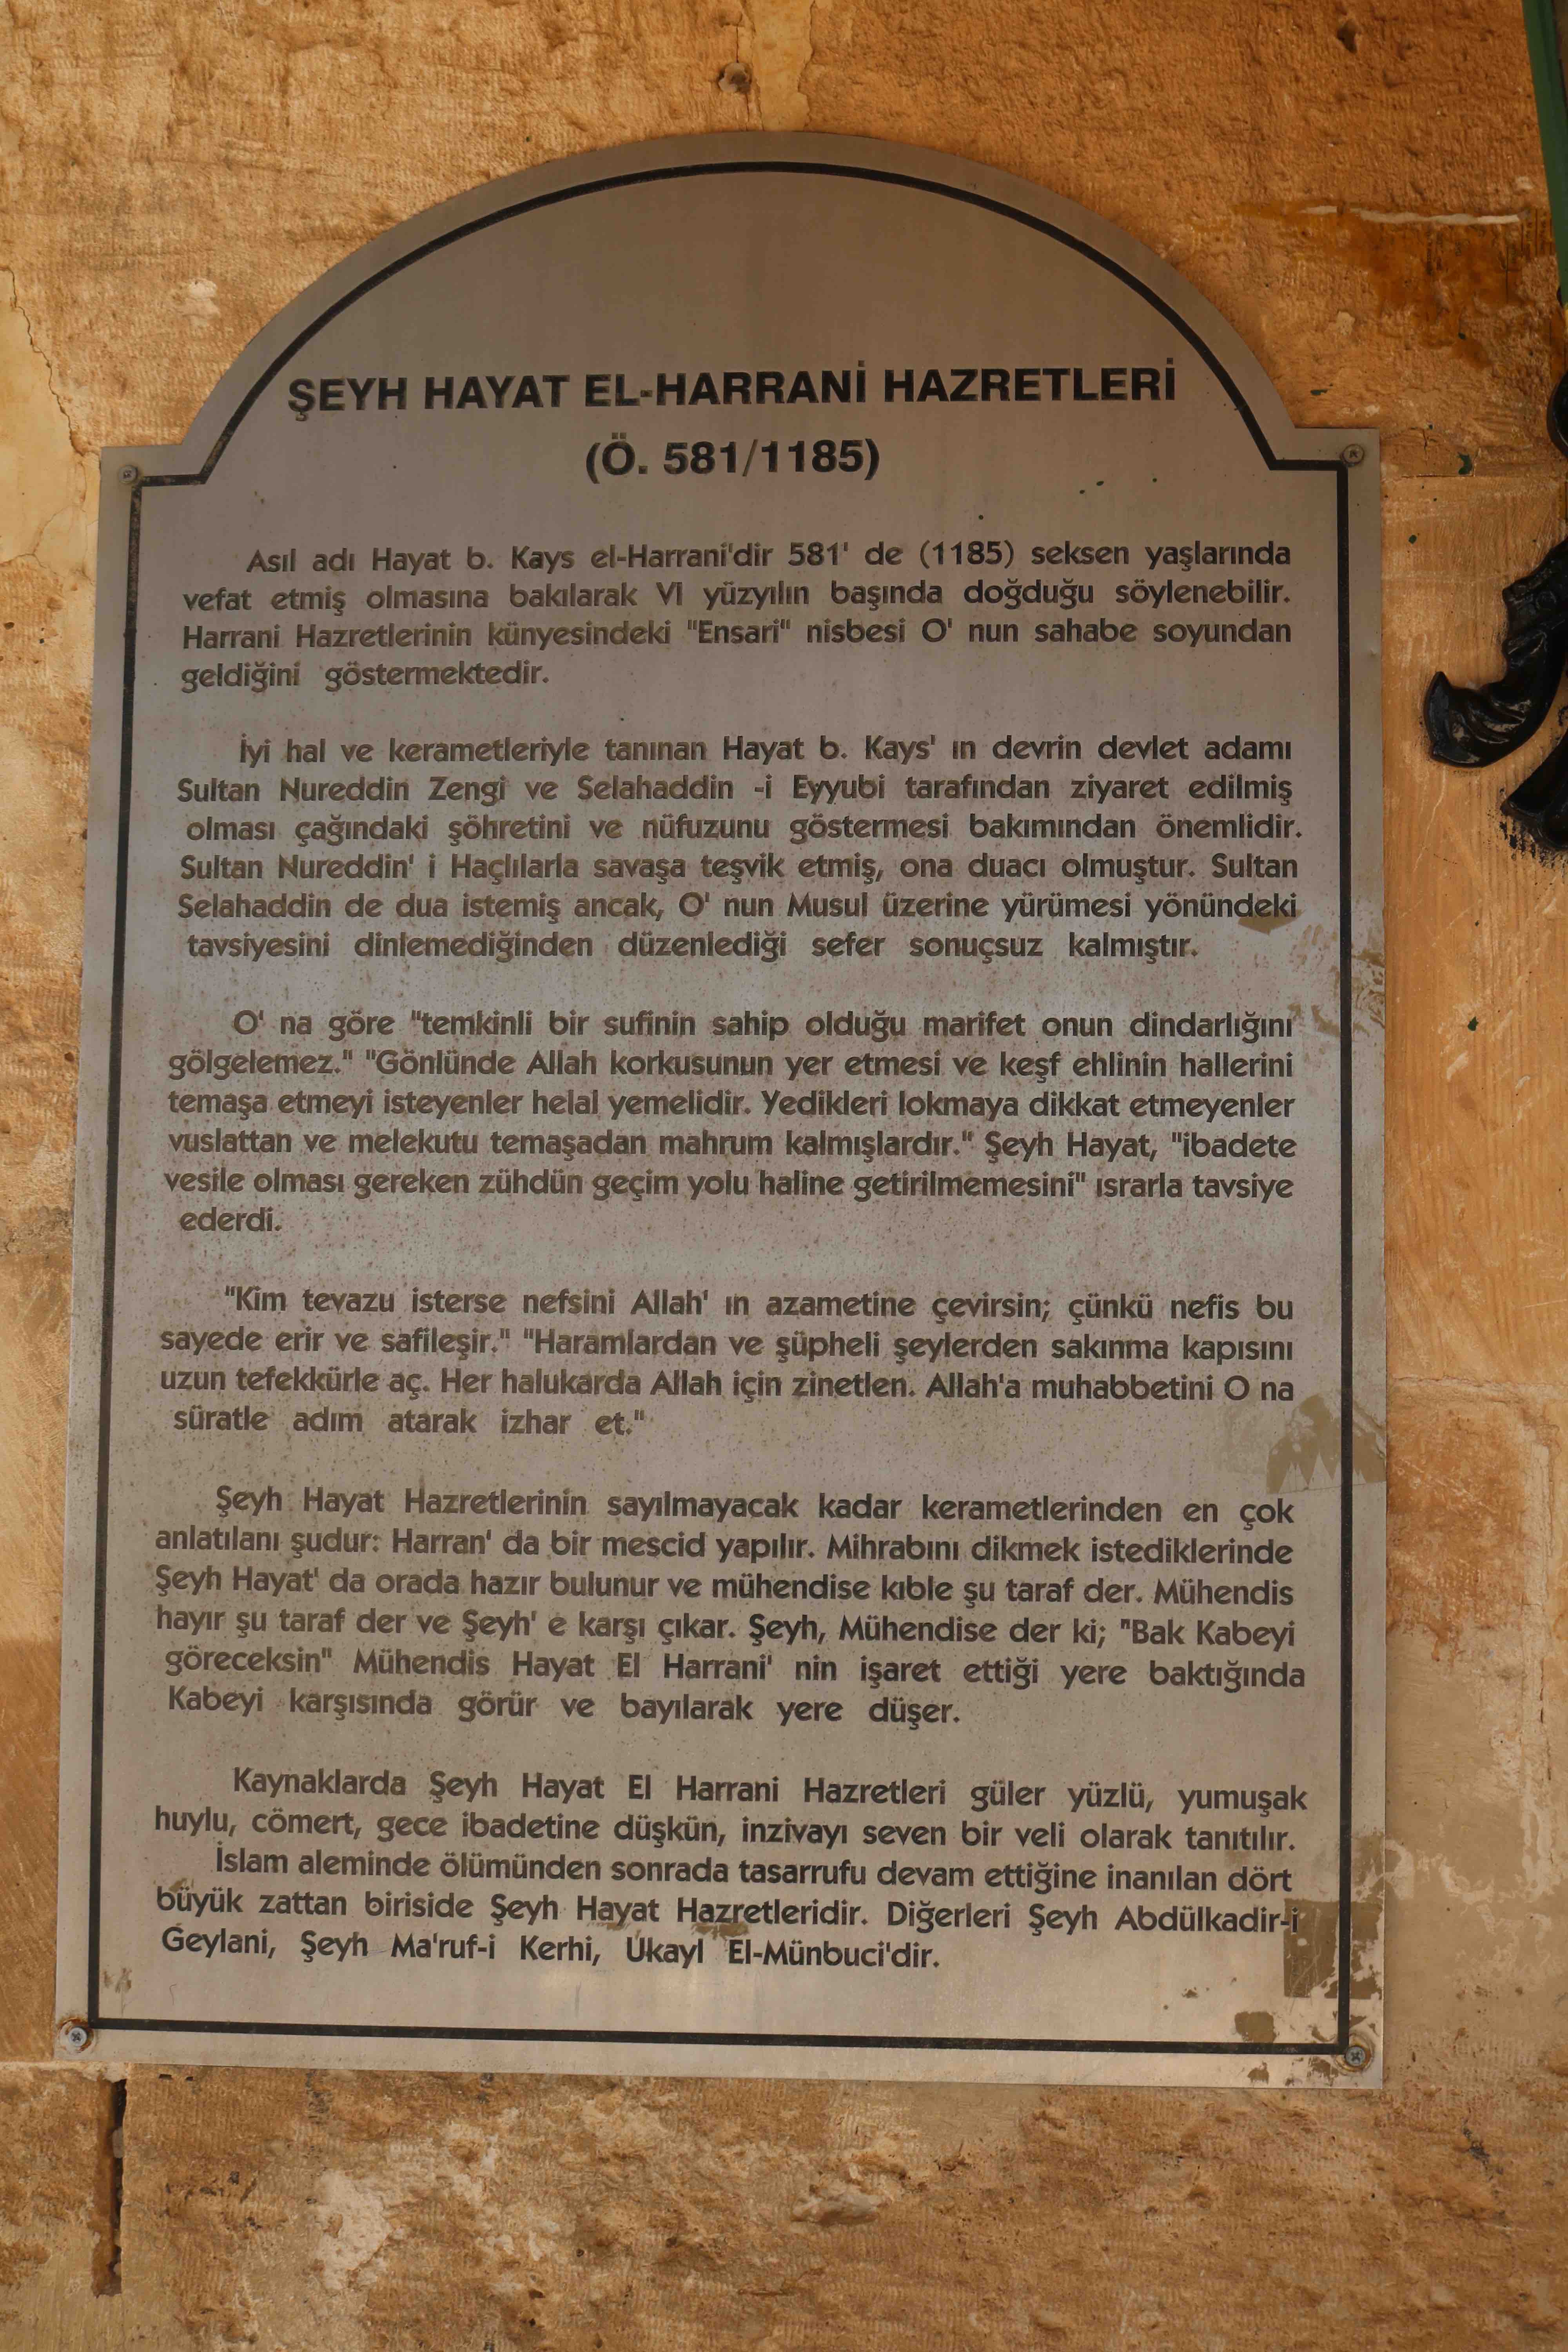 ŞEYH HAYAT EL-HARRANİ HAZRETLERİ
(Ö. 581/1185)
Asıl adı Hayat b. Kays el-Harrani'dir 581' de (1185) seksen yaşlarında
vefat etmiş olmasına bakılarak VI yüzyılın başında doğduğu söylenebilir.
Harrani Hazretlerinin künyesindeki "Ensari" nisbesi O' nun sahabe soyundan
geldiğini göstermektedir.
İyi hal ve kerametleriyle tanınan Hayat b. Kays' ın devrin devlet adamı
Sultan Nureddin Zengi ve Selahaddin -i Eyyubi tarafından ziyaret edilmiş
olması çağındaki şöhretini ve nüfuzunu göstermesi bakımından önemlidir.
Sultan Nureddin' i Haçlılarla savaşa teşvik etmiş, ona duacı olmuştur. Sultan
Selahaddin de dua istemiş ancak, O' nun Musul üzerine yürümesi yönündeki
tavsiyesini dinlemediğinden düzenlediği sefer sonuçsuz kalmıştır.
O' na göre "temkinli bir sufinin sahip olduğu marifet onun dindarlığını
gölgelemez." "Gönlünde Allah korkusunun yer etmesi ve keşf ehlinin hallerini
temaşa etmeyi isteyenler helal yemelidir. Yedikleri lokmaya dikkat etmeyenler
vuslattan ve melekutu temaşadan mahrum kalmışlardır." Şeyh Hayat, "ibadete
vesile olması gereken zühdün geçim yolu haline getirilmemesini" ısrarla tavsiye
ederdi.
"Kim tevazu isterse nefsini Allah' ın azametine çevirsin; çünkü nefis bu
sayede erir ve safileşir." "Haramlardan ve şüpheli şeylerden sakınma kapısını
uzun tefekkürle aç. Her halukarda Allah için zinetlen. Allah'a muhabbetini O na
süratle adım atarak izhar et."
Şeyh Hayat Hazretlerinin sayılmayacak kadar kerametlerinden en çok
anlatılanı şudur: Harran' da bir mescid yapılır. Mihrabını dikmek istediklerinde
Şeyh Hayat' da orada hazır bulunur ve mühendise kıble şu taraf der. Mühendis
hayır şu taraf der ve Şeyh' e karşı çıkar. Şeyh, Mühendise der ki; "Bak Kabeyi
göreceksin" Mühendis Hayat El Harrani' nin işaret ettiği yere baktığında
Kabeyi karşısında görür ve bayılarak yere düşer.
Kaynaklarda Şeyh Hayat El Harrani Hazretleri güler yüzlü, yumuşak
huylu, cömert, gece ibadetine düşkün, inzivayı seven bir veli olarak tanıtılır.
İslam aleminde ölümünden sonrada tasarrufu devam ettiğine inanılan dört
büyük zattan biriside Şeyh Hayat Hazretleridir. Diğerleri Şeyh Abdülkadir-i
Geylani, Şeyh Ma'ruf-i Kerhi, Ukayl El-Münbuci'dir.